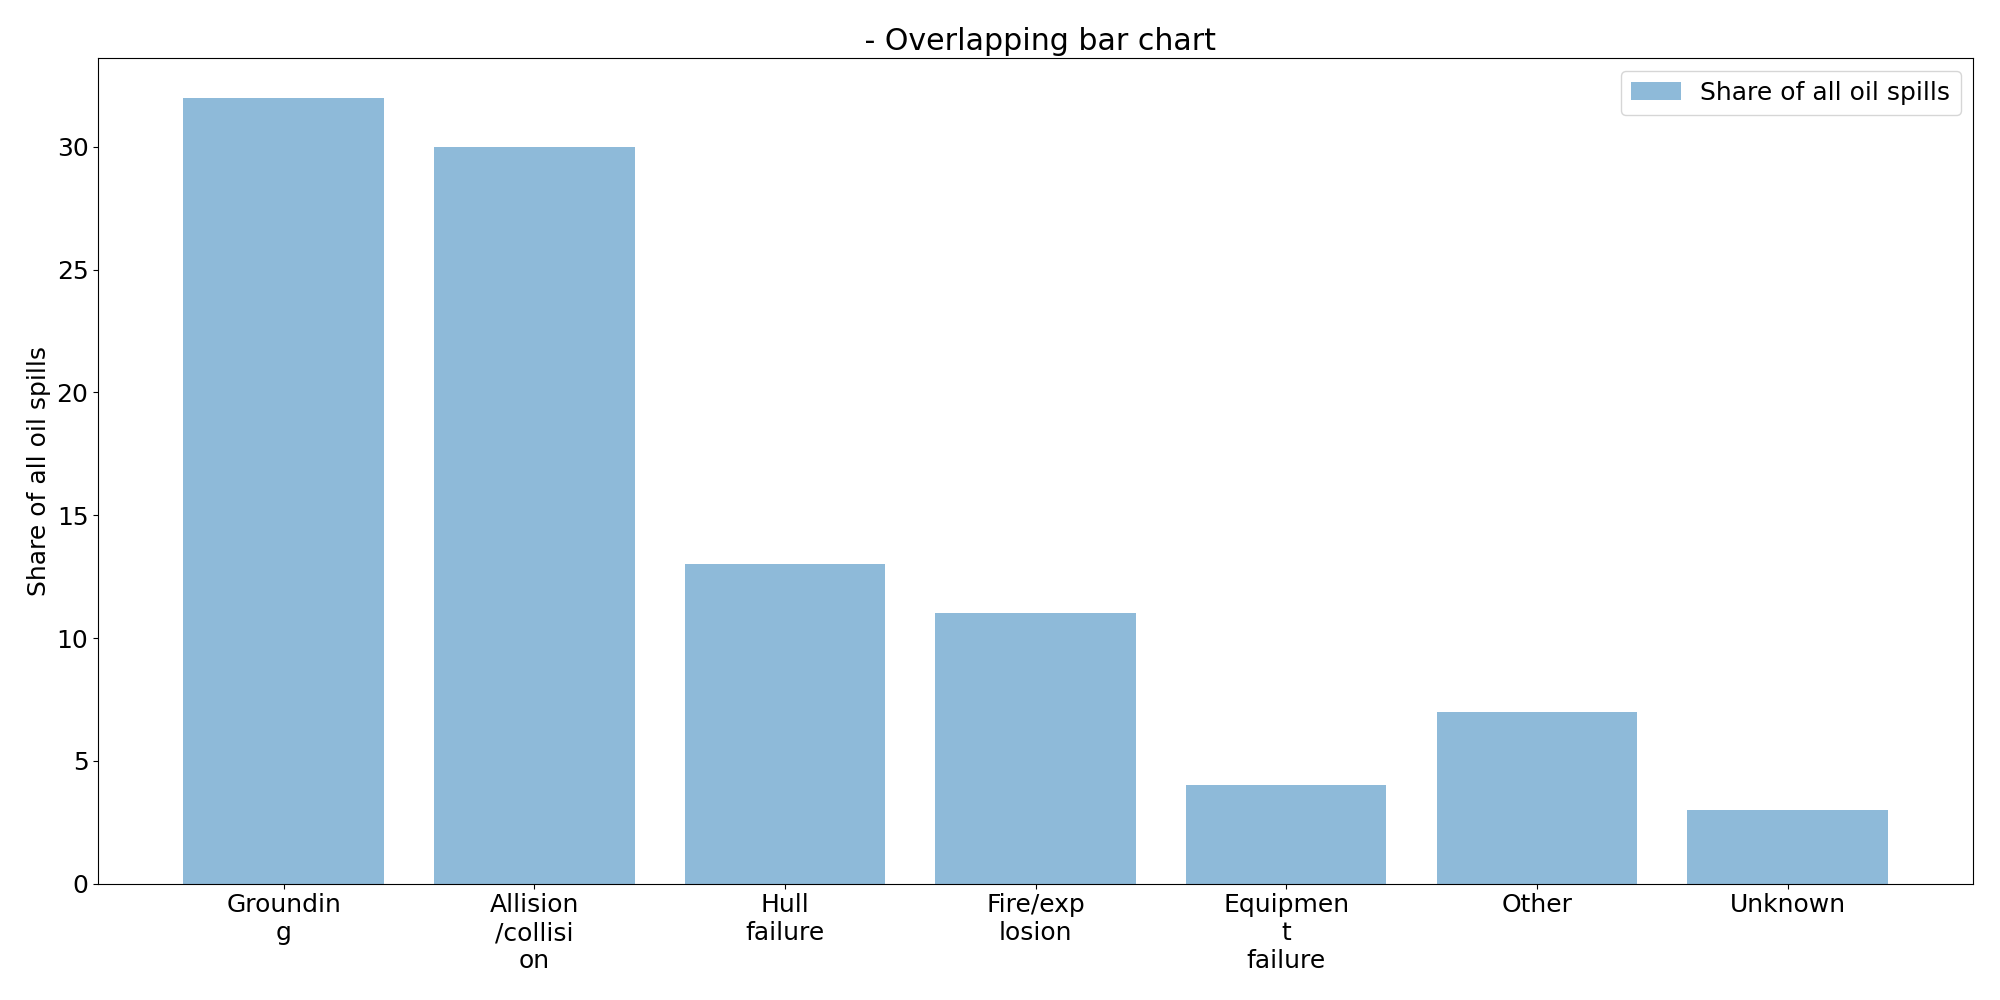 - Overlapping bar chart
Share of all oil spills
Share of all oil spills
30
25
20
15
10
5
0
Groundin
g
Allision
/collisi
on
Hull
failure
Fire/exp
losion
Equipmen
t
failure
Other
Unknown